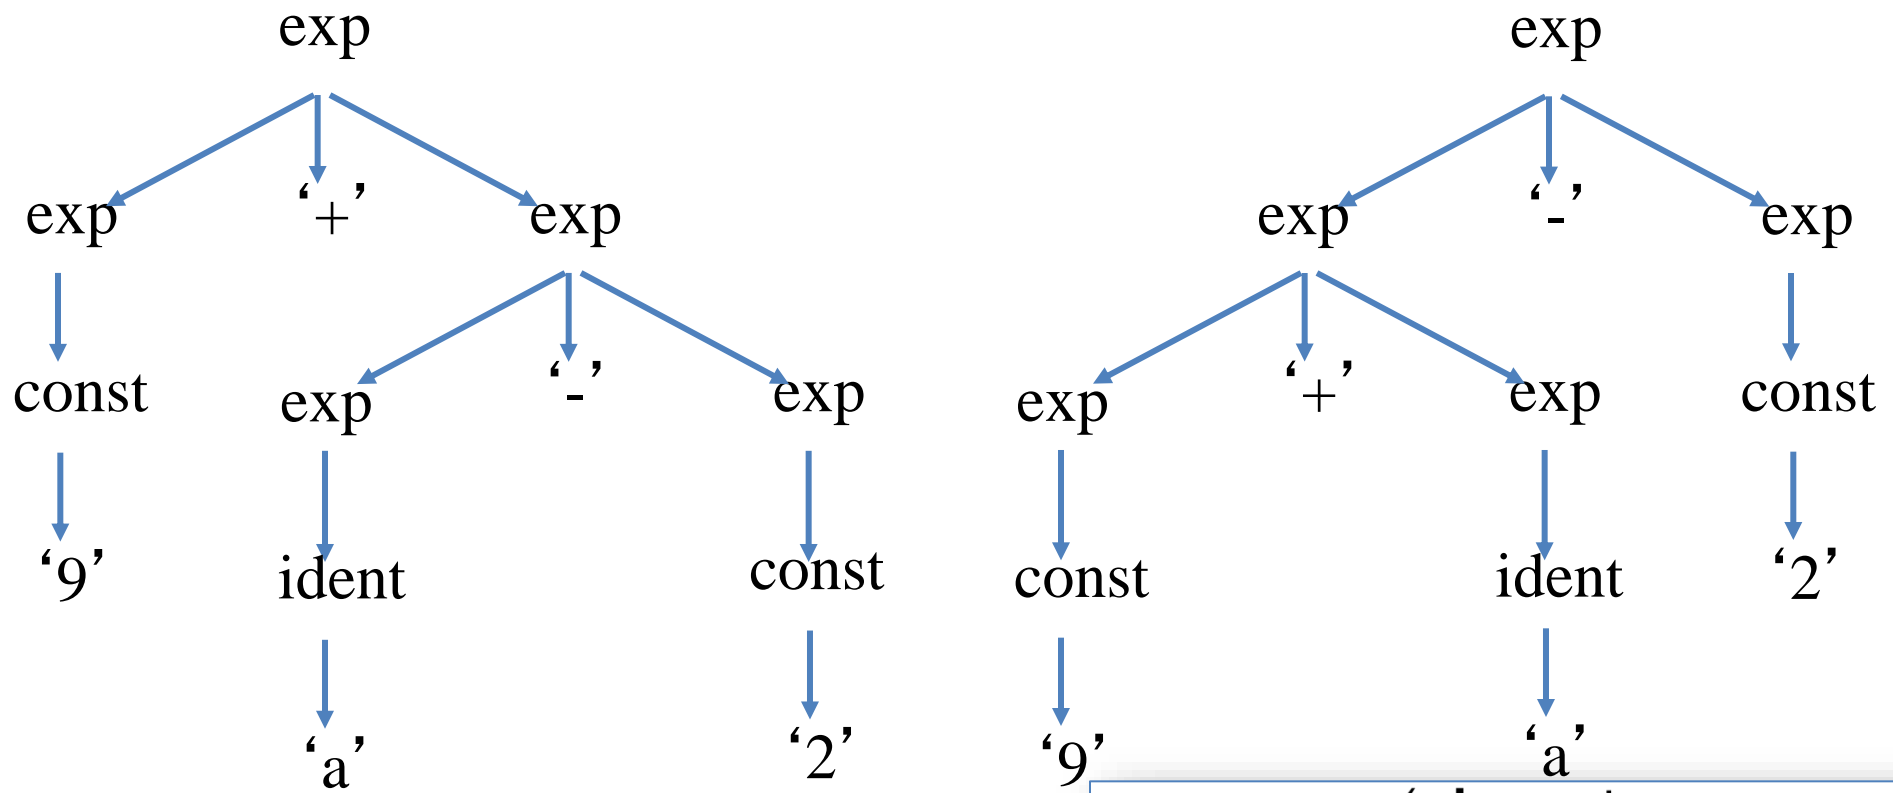 exp exp
exp ‘+’ exp exp ‘-’ exp
const exp ‘-’ exp exp ‘+’ exp const
‘9’ ident const const ident ‘2’
‘a’ ‘2’ ‘9’ ‘a’